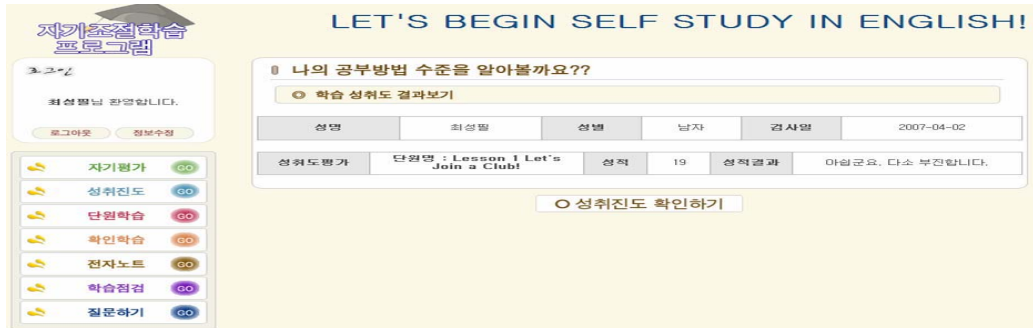 자기조절학습
프로그램
LET'S BEGIN SELF STUDY IN ENGLISH!
로그인
최성필님 환영합니다.
로그아웃 정보수정
자기평가 GO
성취진도 GO
단원학습 GO
확인학습 GO
전자노트 GO
학습점검 GO
질문하기 GO
나의 공부방법 수준을 알아볼까요??
학습 성취도 결과보기
성명 최성필 성별 남자 검사일 2007-04-02
성취도평가 단원명 : Lesson 1 Let's
Join a Club! 성적 19 성적결과 아쉽군요. 다소 부진합니다.
성취진도 확인하기